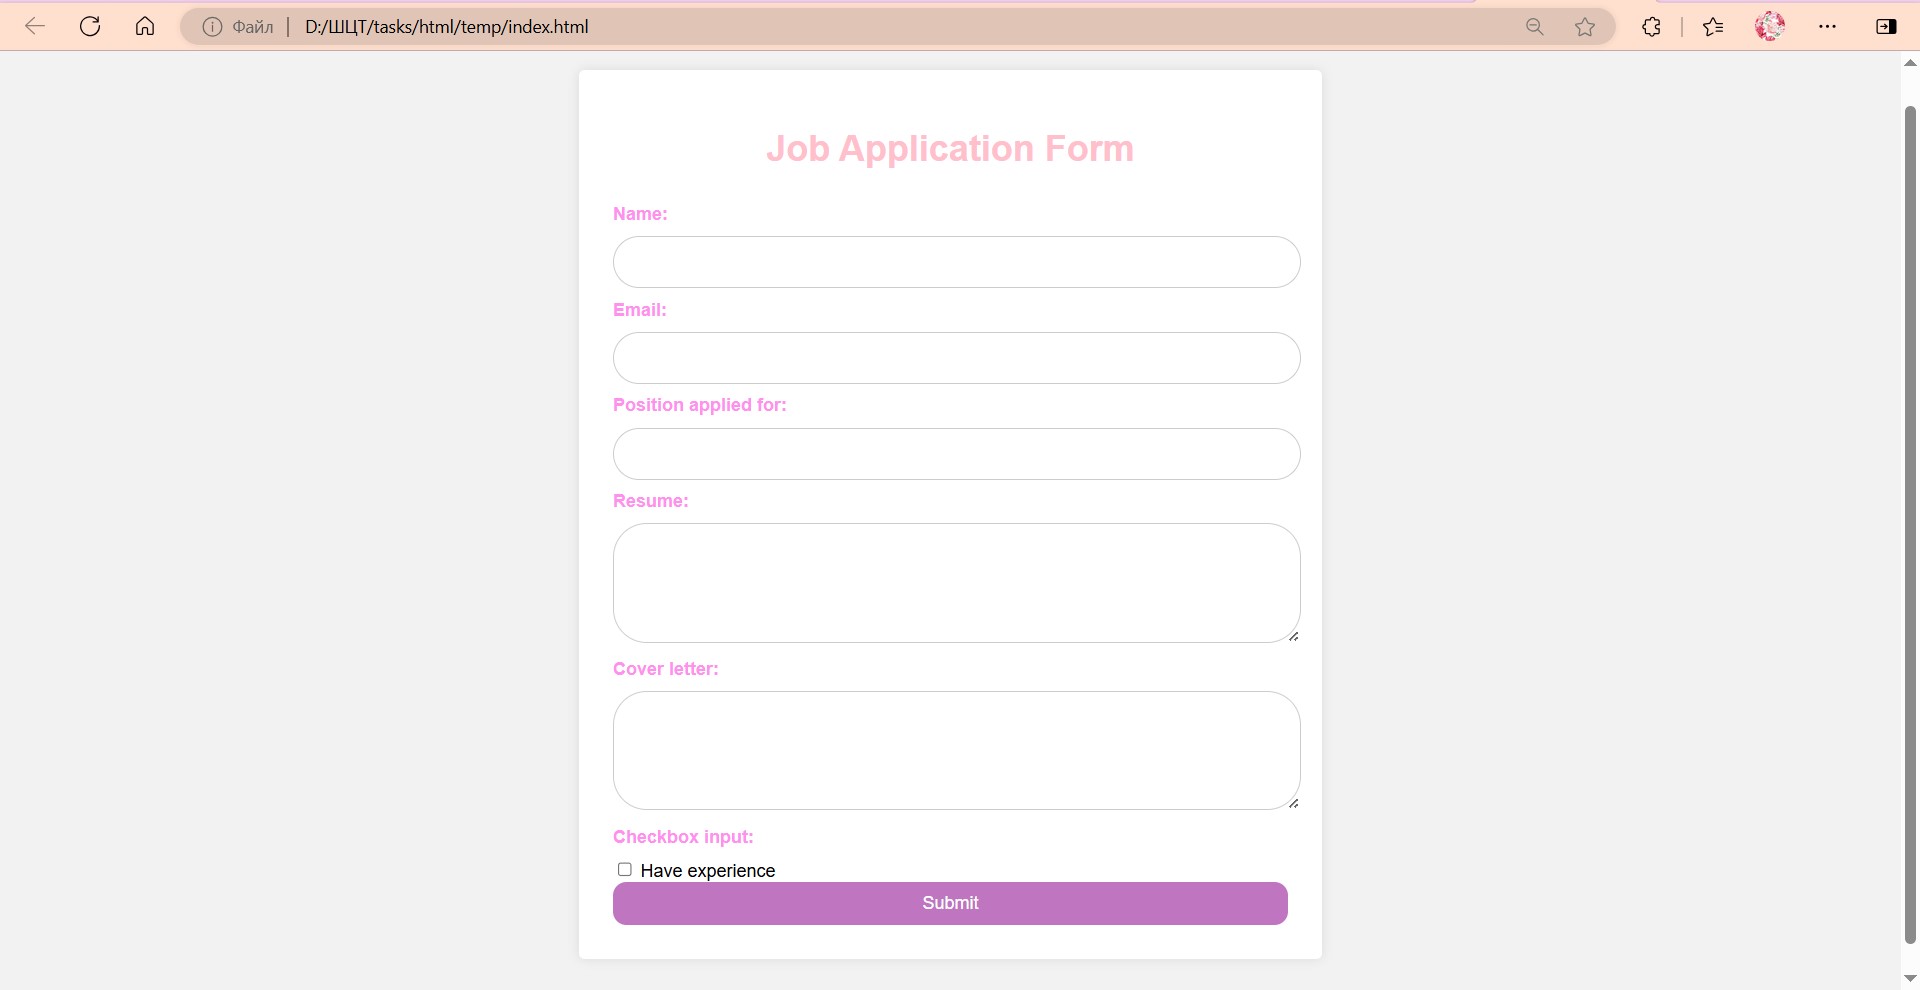 Файл | D:/ШЦТ/tasks/html/temp/index.html
Job Application Form
Name:
Email:
Position applied for:
Resume:
Cover letter:
Checkbox input:
Have experience
Submit